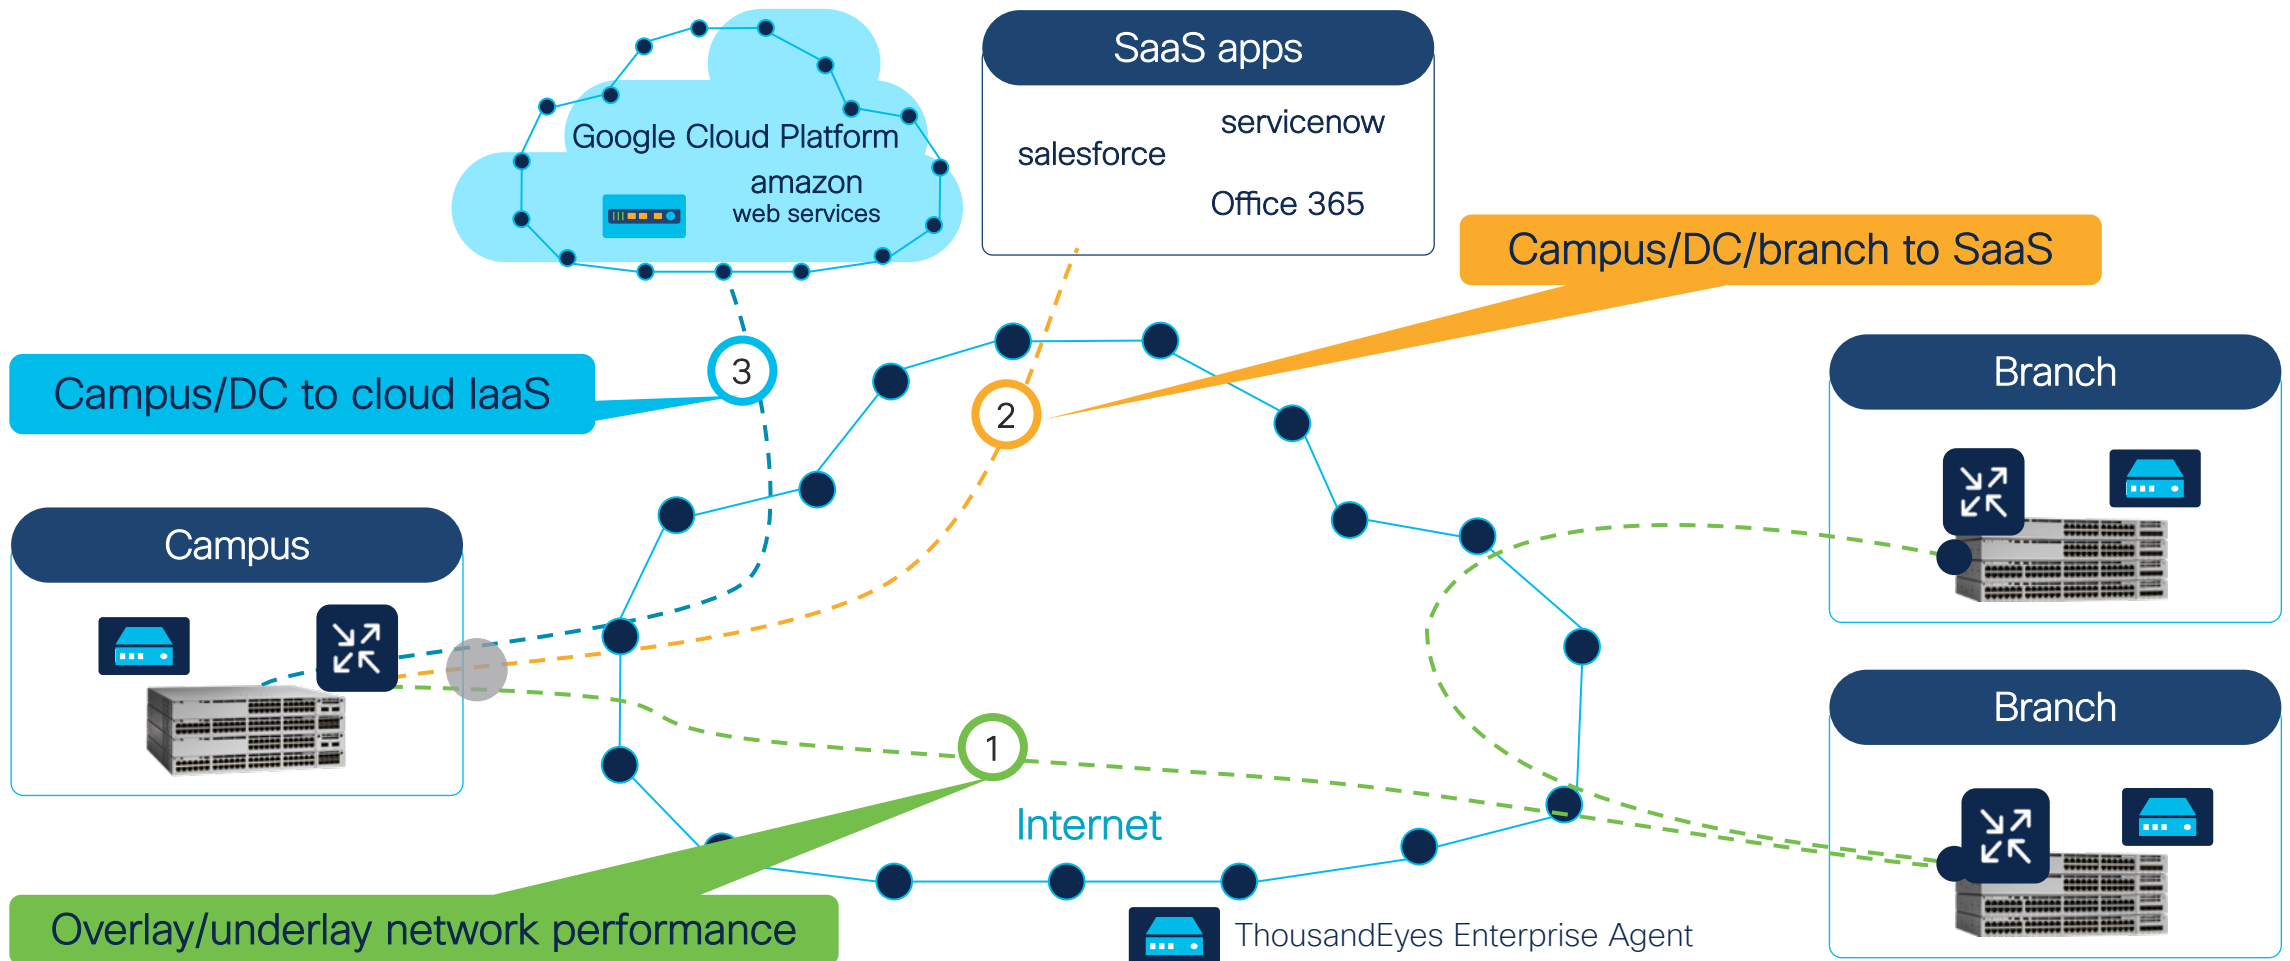 SaaS apps
Google Cloud Platform
amazon
web services
servicenow
salesforce
Office 365
Campus/DC/branch to SaaS
Campus/DC to cloud IaaS
3
2
Branch
Campus
1
Branch
Internet
Overlay/underlay network performance
ThousandEyes Enterprise Agent